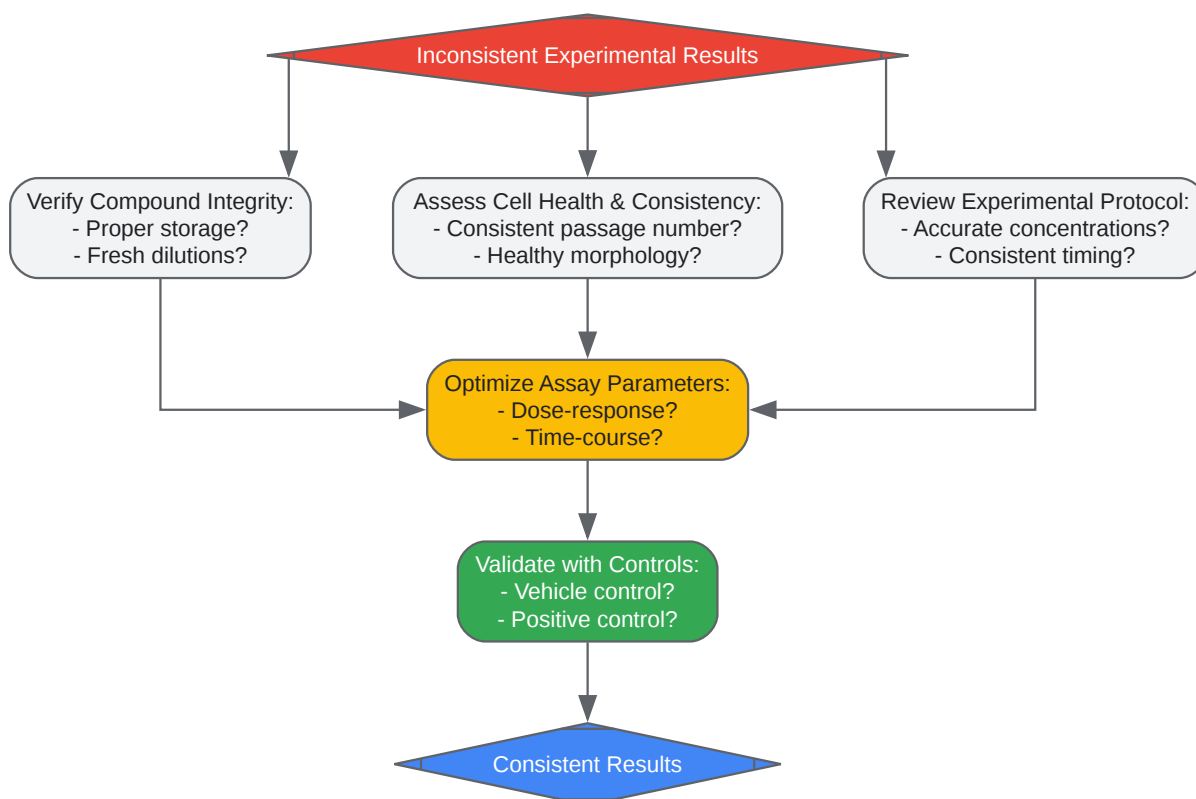 Inconsistent Experimental Results
Verify Compound Integrity:
- Proper storage?
- Fresh dilutions?
Assess Cell Health & Consistency:
- Consistent passage number?
- Healthy morphology?
Review Experimental Protocol:
- Accurate concentrations?
- Consistent timing?
Optimize Assay Parameters:
- Dose-response?
- Time-course?
Validate with Controls:
- Vehicle control?
- Positive control?
Consistent Results